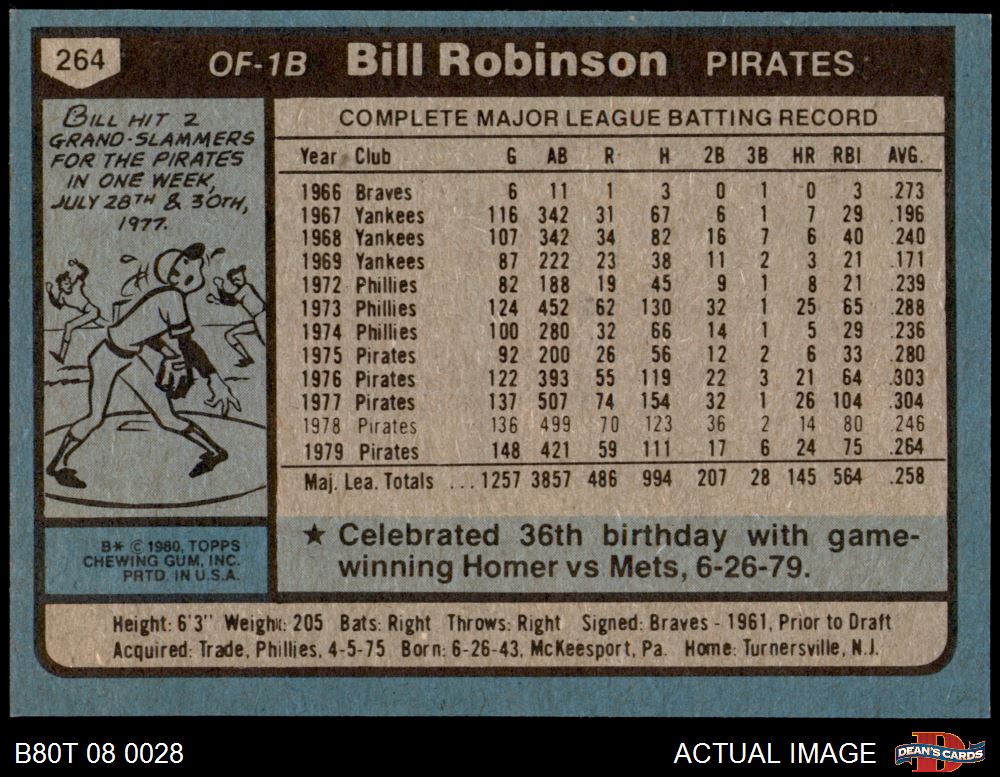 264 OF-1B Bill Robinson PIRATES
BILL HIT 2
GRAND-SLAMMERS
FOR THE PIRATES
IN ONE WEEK,
JULY 28TH & 30TH,
1977.
B* © 1980, TOPPS
CHEWING GUM, INC.
PRTD. IN U.S.A.
COMPLETE MAJOR LEAGUE BATTING RECORD
Year Club G AB R H 2B 3B HR RBI AVG.
1966 Braves 6 11 1 3 0 1 0 3 .273
1967 Yankees 116 342 31 67 6 1 7 29 .196
1968 Yankees 107 342 34 82 16 7 6 40 .240
1969 Yankees 87 222 23 38 11 2 3 21 .171
1972 Phillies 82 188 19 45 9 1 8 21 .239
1973 Phillies 124 452 62 130 32 1 25 65 .288
1974 Phillies 100 280 32 66 14 1 5 29 .236
1975 Pirates 92 200 26 56 12 2 6 33 .280
1976 Pirates 122 393 55 119 22 3 21 64 .303
1977 Pirates 137 507 74 154 32 1 26 104 .304
1978 Pirates 136 499 70 123 36 2 14 80 .246
1979 Pirates 148 421 59 111 17 6 24 75 .264
Maj. Lea. Totals ... 1257 3857 486 994 207 28 145 564 .258
★ Celebrated 36th birthday with game-
winning Homer vs Mets, 6-26-79.
Height: 6'3" Weight: 205 Bats: Right Throws: Right Signed: Braves - 1961, Prior to Draft
Acquired: Trade, Phillies, 4-5-75 Born: 6-26-43, McKeesport, Pa. Home: Turnersville, N.J.
B80T 08 0028 ACTUAL IMAGE D DEAN'S CARDS